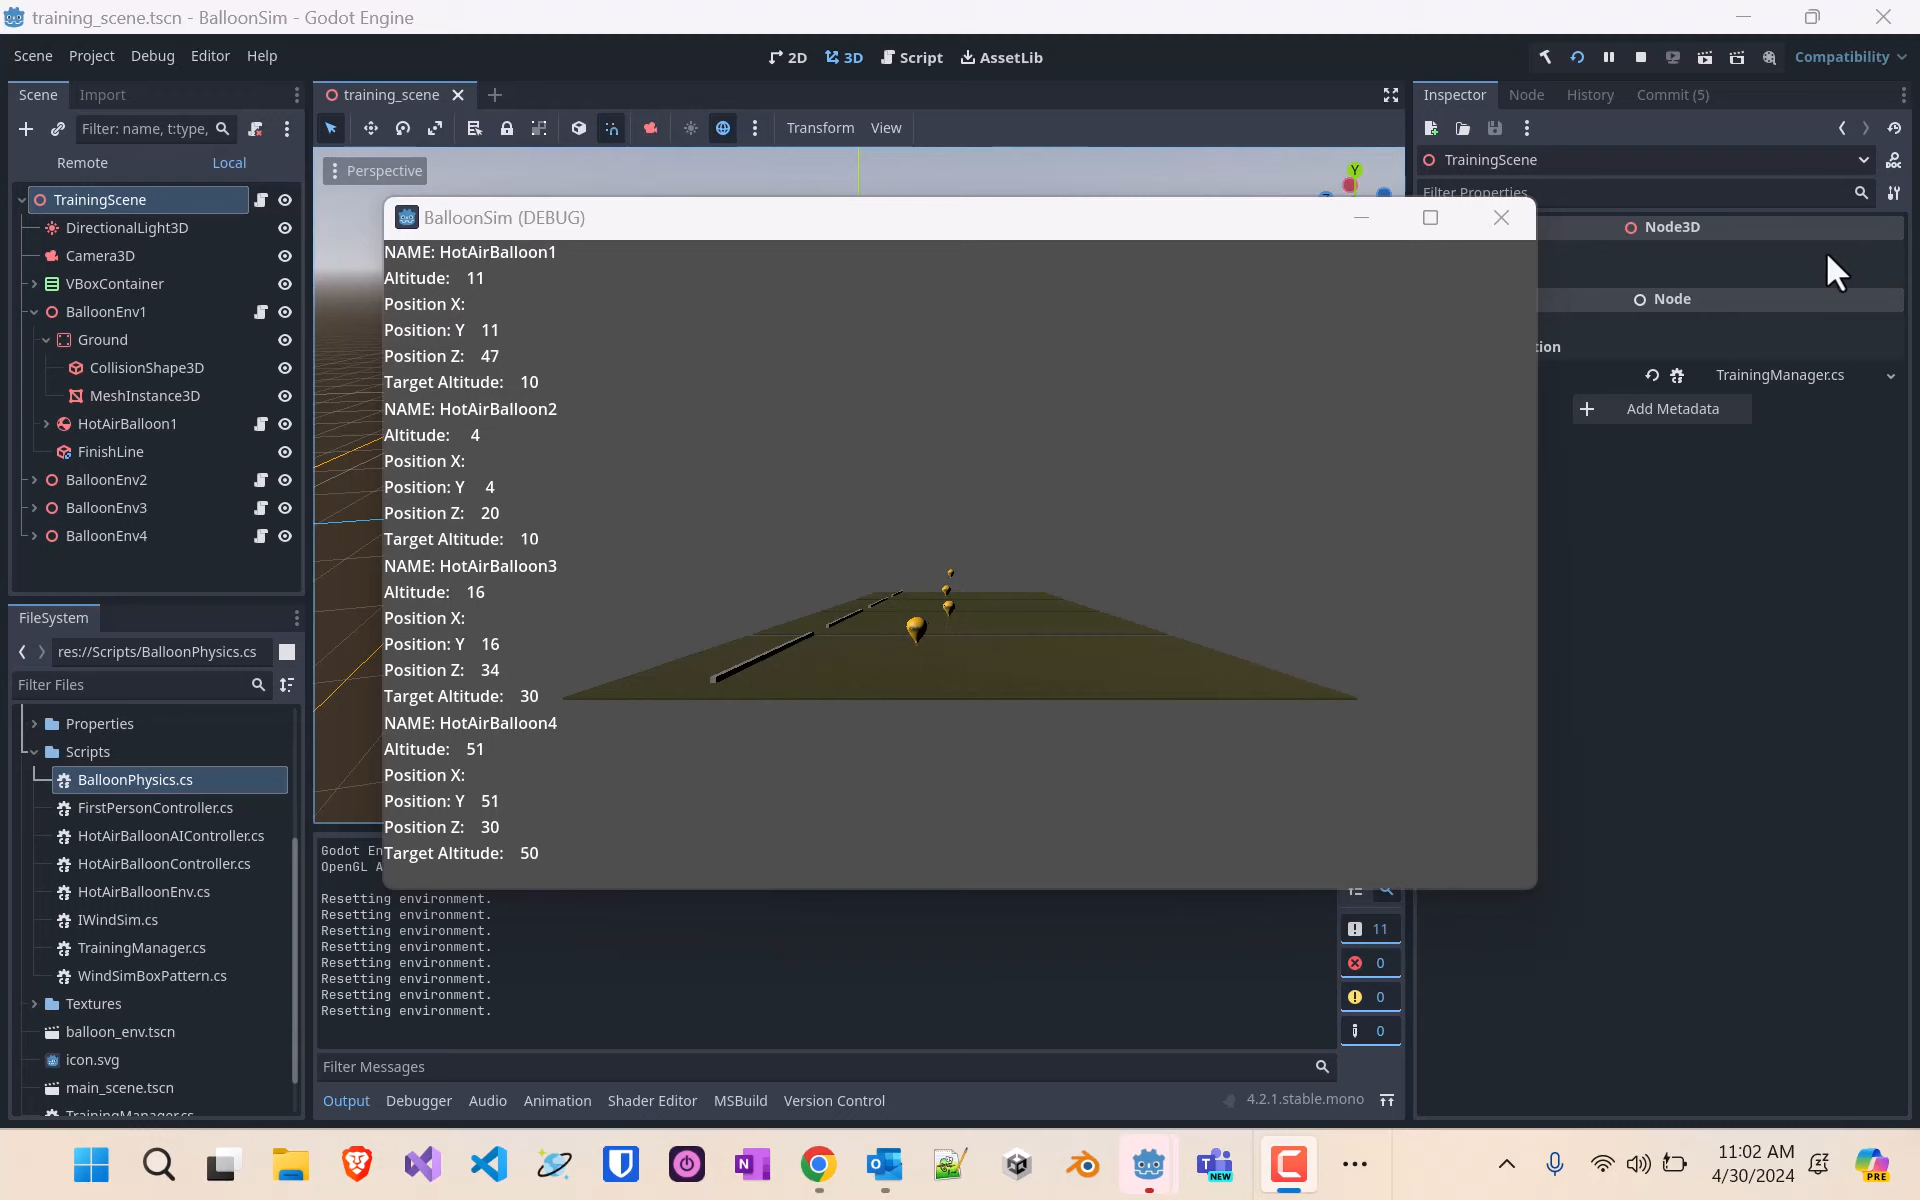 training_scene.tscn - BalloonSim - Godot Engine
Scene Project Debug Editor Help
2D 3D Script AssetLib
Compatibility
Scene Import
training_scene
Inspector Node History Commit (5)
Filter: name, t:type,
Transform View
Remote Local
Perspective
Y
TrainingScene
Filter Properties
TrainingScene
DirectionalLight3D
Camera3D
VBoxContainer
BalloonEnv1
Ground
CollisionShape3D
MeshInstance3D
HotAirBalloon1
FinishLine
BalloonEnv2
BalloonEnv3
BalloonEnv4
BalloonSim (DEBUG)
NAME: HotAirBalloon1
Altitude: 11
Position X:
Position: Y 11
Position Z: 47
Target Altitude: 10
NAME: HotAirBalloon2
Altitude: 4
Position X:
Position: Y 4
Position Z: 20
Target Altitude: 10
NAME: HotAirBalloon3
Altitude: 16
Position X:
Position: Y 16
Position Z: 34
Target Altitude: 30
NAME: HotAirBalloon4
Altitude: 51
Position X:
Position: Y 51
Position Z: 30
Target Altitude: 50
Node3D
Node
tion
TrainingManager.cs
Add Metadata
FileSystem
res://Scripts/BalloonPhysics.cs
Filter Files
Properties
Scripts
BalloonPhysics.cs
FirstPersonController.cs
HotAirBalloonAIController.cs
HotAirBalloonController.cs
HotAirBalloonEnv.cs
IWindSim.cs
TrainingManager.cs
WindSimBoxPattern.cs
Textures
balloon_env.tscn
icon.svg
main_scene.tscn
TrainingManager.cs
Godot En
OpenGL A
Resetting environment.
Resetting environment.
Resetting environment.
Resetting environment.
Resetting environment.
Resetting environment.
Resetting environment.
Resetting environment.
11
0
0
0
Filter Messages
Output Debugger Audio Animation Shader Editor MSBuild Version Control
4.2.1.stable.mono
NEW
11:02 AM
4/30/2024
PRE